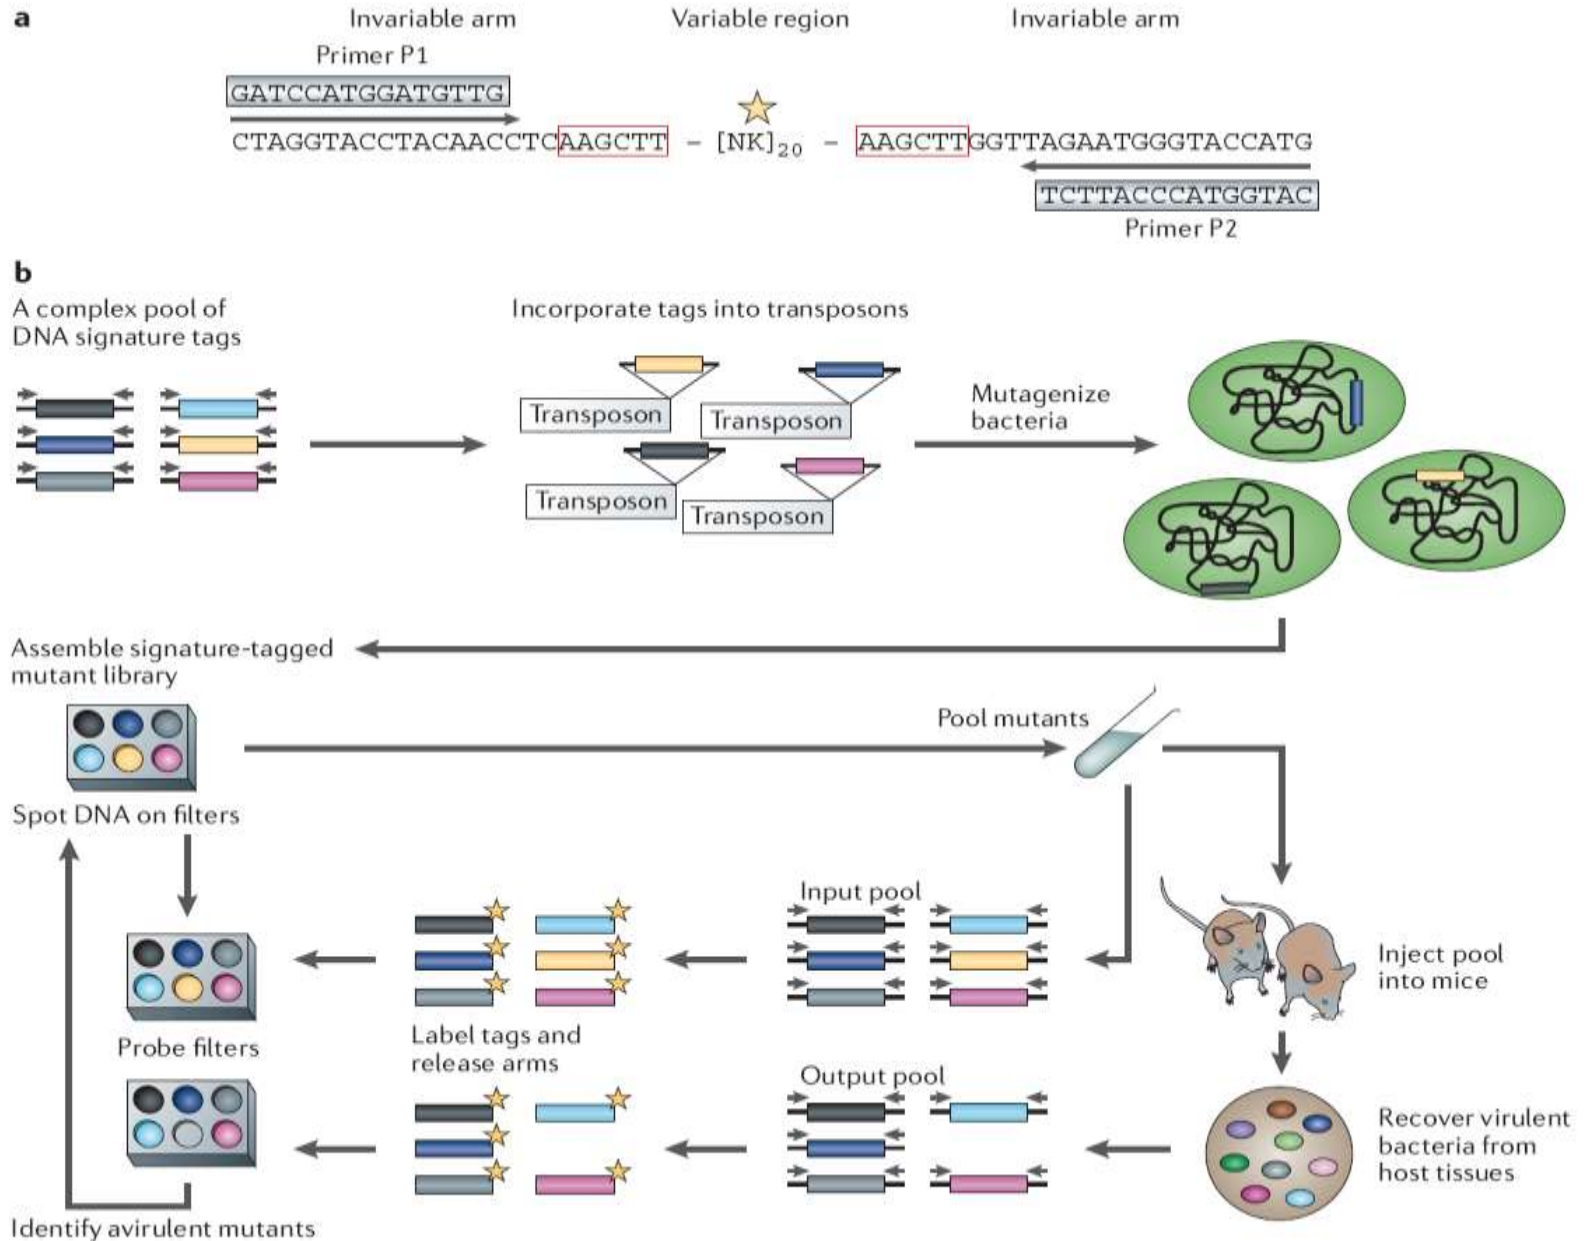 a
Invariable arm Variable region Invariable arm
Primer P1
GATCCATGGATGTTG
CTAGGTACCTACAACCTCAAGCTT – [NK]20 – AAGCTTGGTTAGAATGGGTACCATG
TCTTACCCATGGTAC
Primer P2
b
A complex pool of
DNA signature tags
Incorporate tags into transposons
Transposon
Transposon
Transposon
Transposon
Mutagenize
bacteria
Assemble signature-tagged
mutant library
Pool mutants
Spot DNA on filters
Input pool
Inject pool
into mice
Probe filters
Label tags and
release arms
Output pool
Recover virulent
bacteria from
host tissues
Identify avirulent mutants